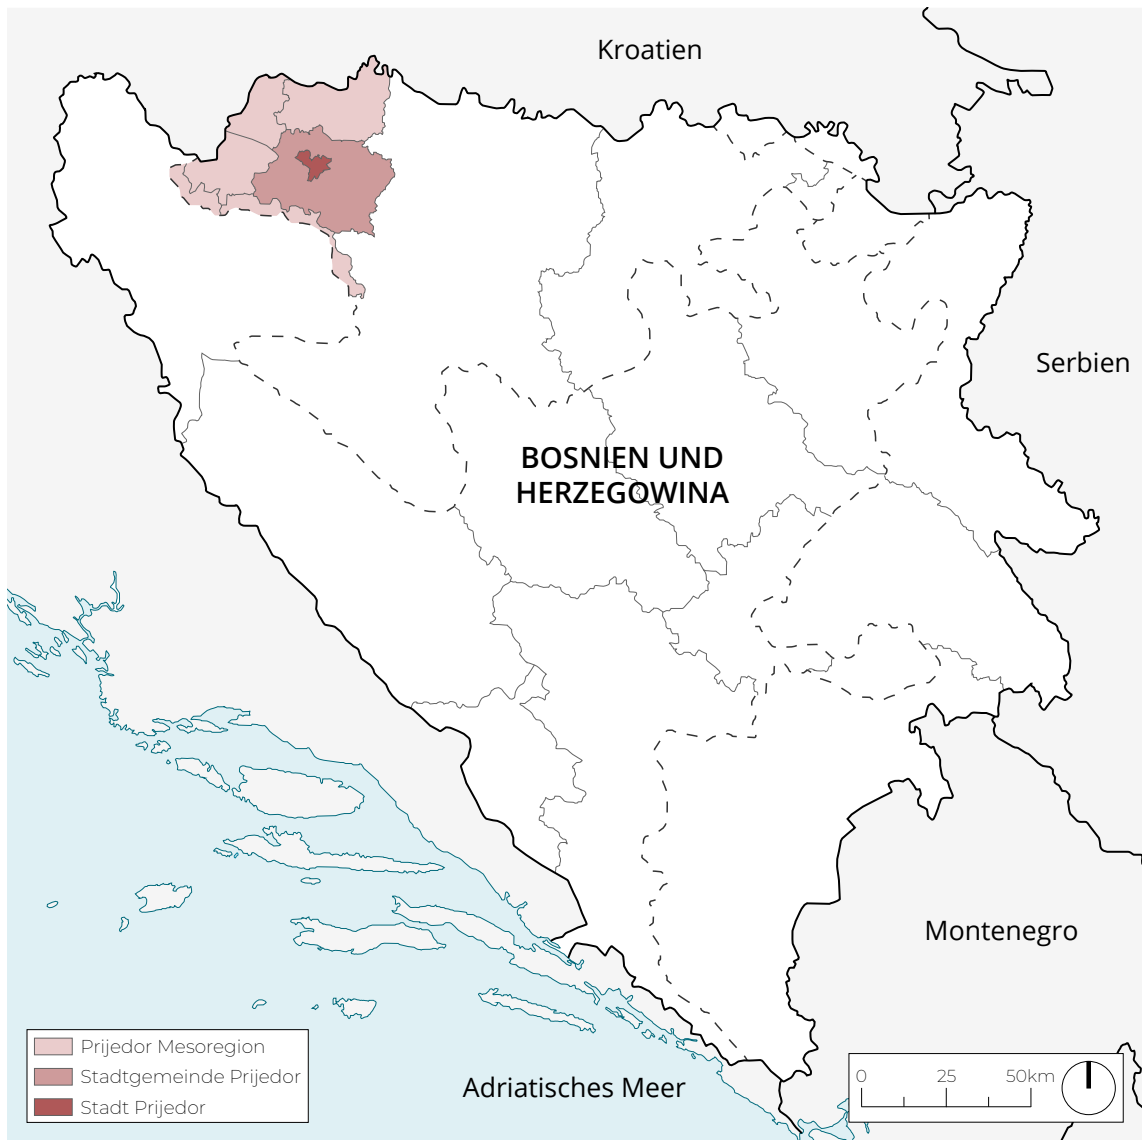 Kroatien
Serbien
BOSNIEN UND
HERZEGOWINA
Montenegro
Adriatisches Meer
Prijedor Mesoregion
Stadtgemeinde Prijedor
Stadt Prijedor
0 25 50km